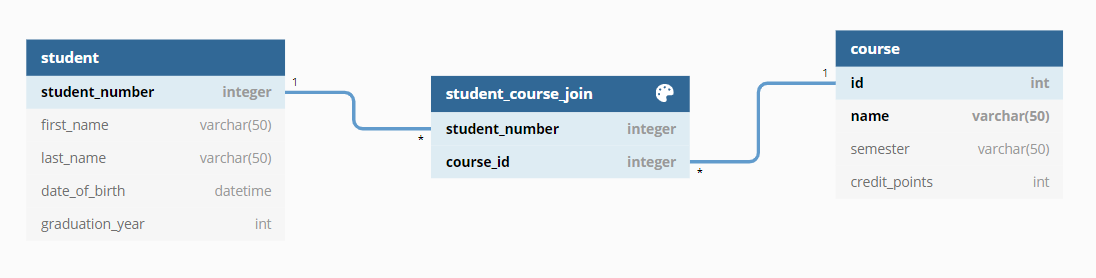 student
student_number integer
first_name varchar(50)
last_name varchar(50)
date_of_birth datetime
graduation_year int
1
*
student_course_join
student_number integer
course_id integer
*
1
course
id int
name varchar(50)
semester varchar(50)
credit_points int